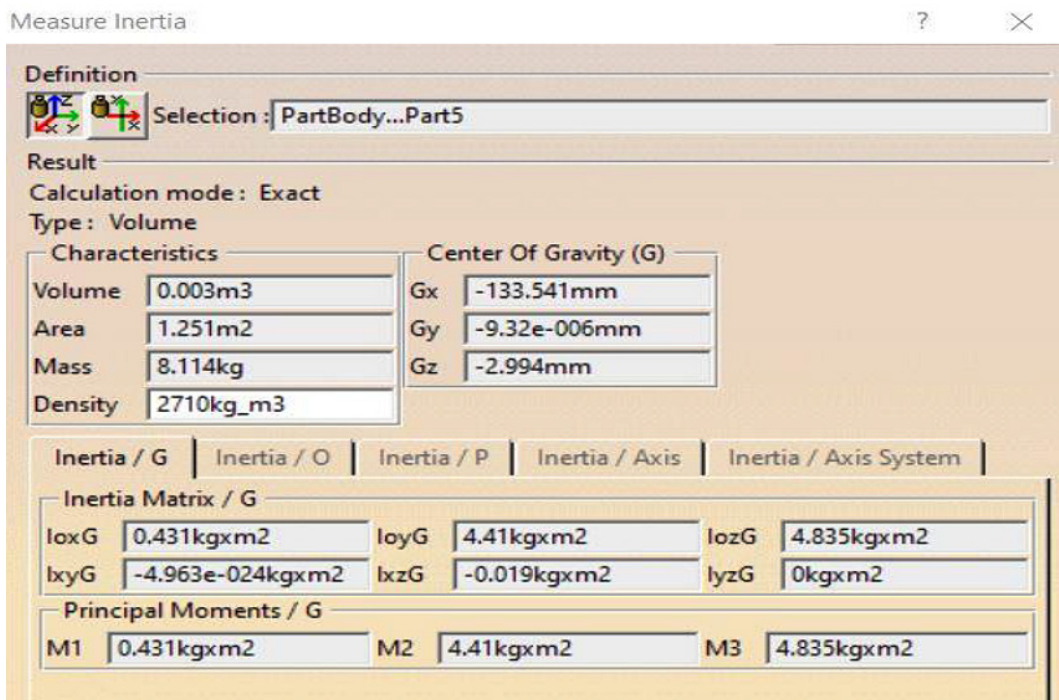 Measure Inertia ? ×
Definition
Z X Y X Selection : PartBody...Part5
Result
Calculation mode : Exact
Type : Volume
Characteristics Center Of Gravity (G)
Volume 0.003m3 Gx -133.541mm
Area 1.251m2 Gy -9.32e-006mm
Mass 8.114kg Gz -2.994mm
Density 2710kg_m3
Inertia / G Inertia / O Inertia / P Inertia / Axis Inertia / Axis System
Inertia Matrix / G
IoxG 0.431kgxm2 IoyG 4.41kgxm2 IozG 4.835kgxm2
IxyG -4.963e-024kgxm2 IxzG -0.019kgxm2 IyzG 0kgxm2
Principal Moments / G
M1 0.431kgxm2 M2 4.41kgxm2 M3 4.835kgxm2